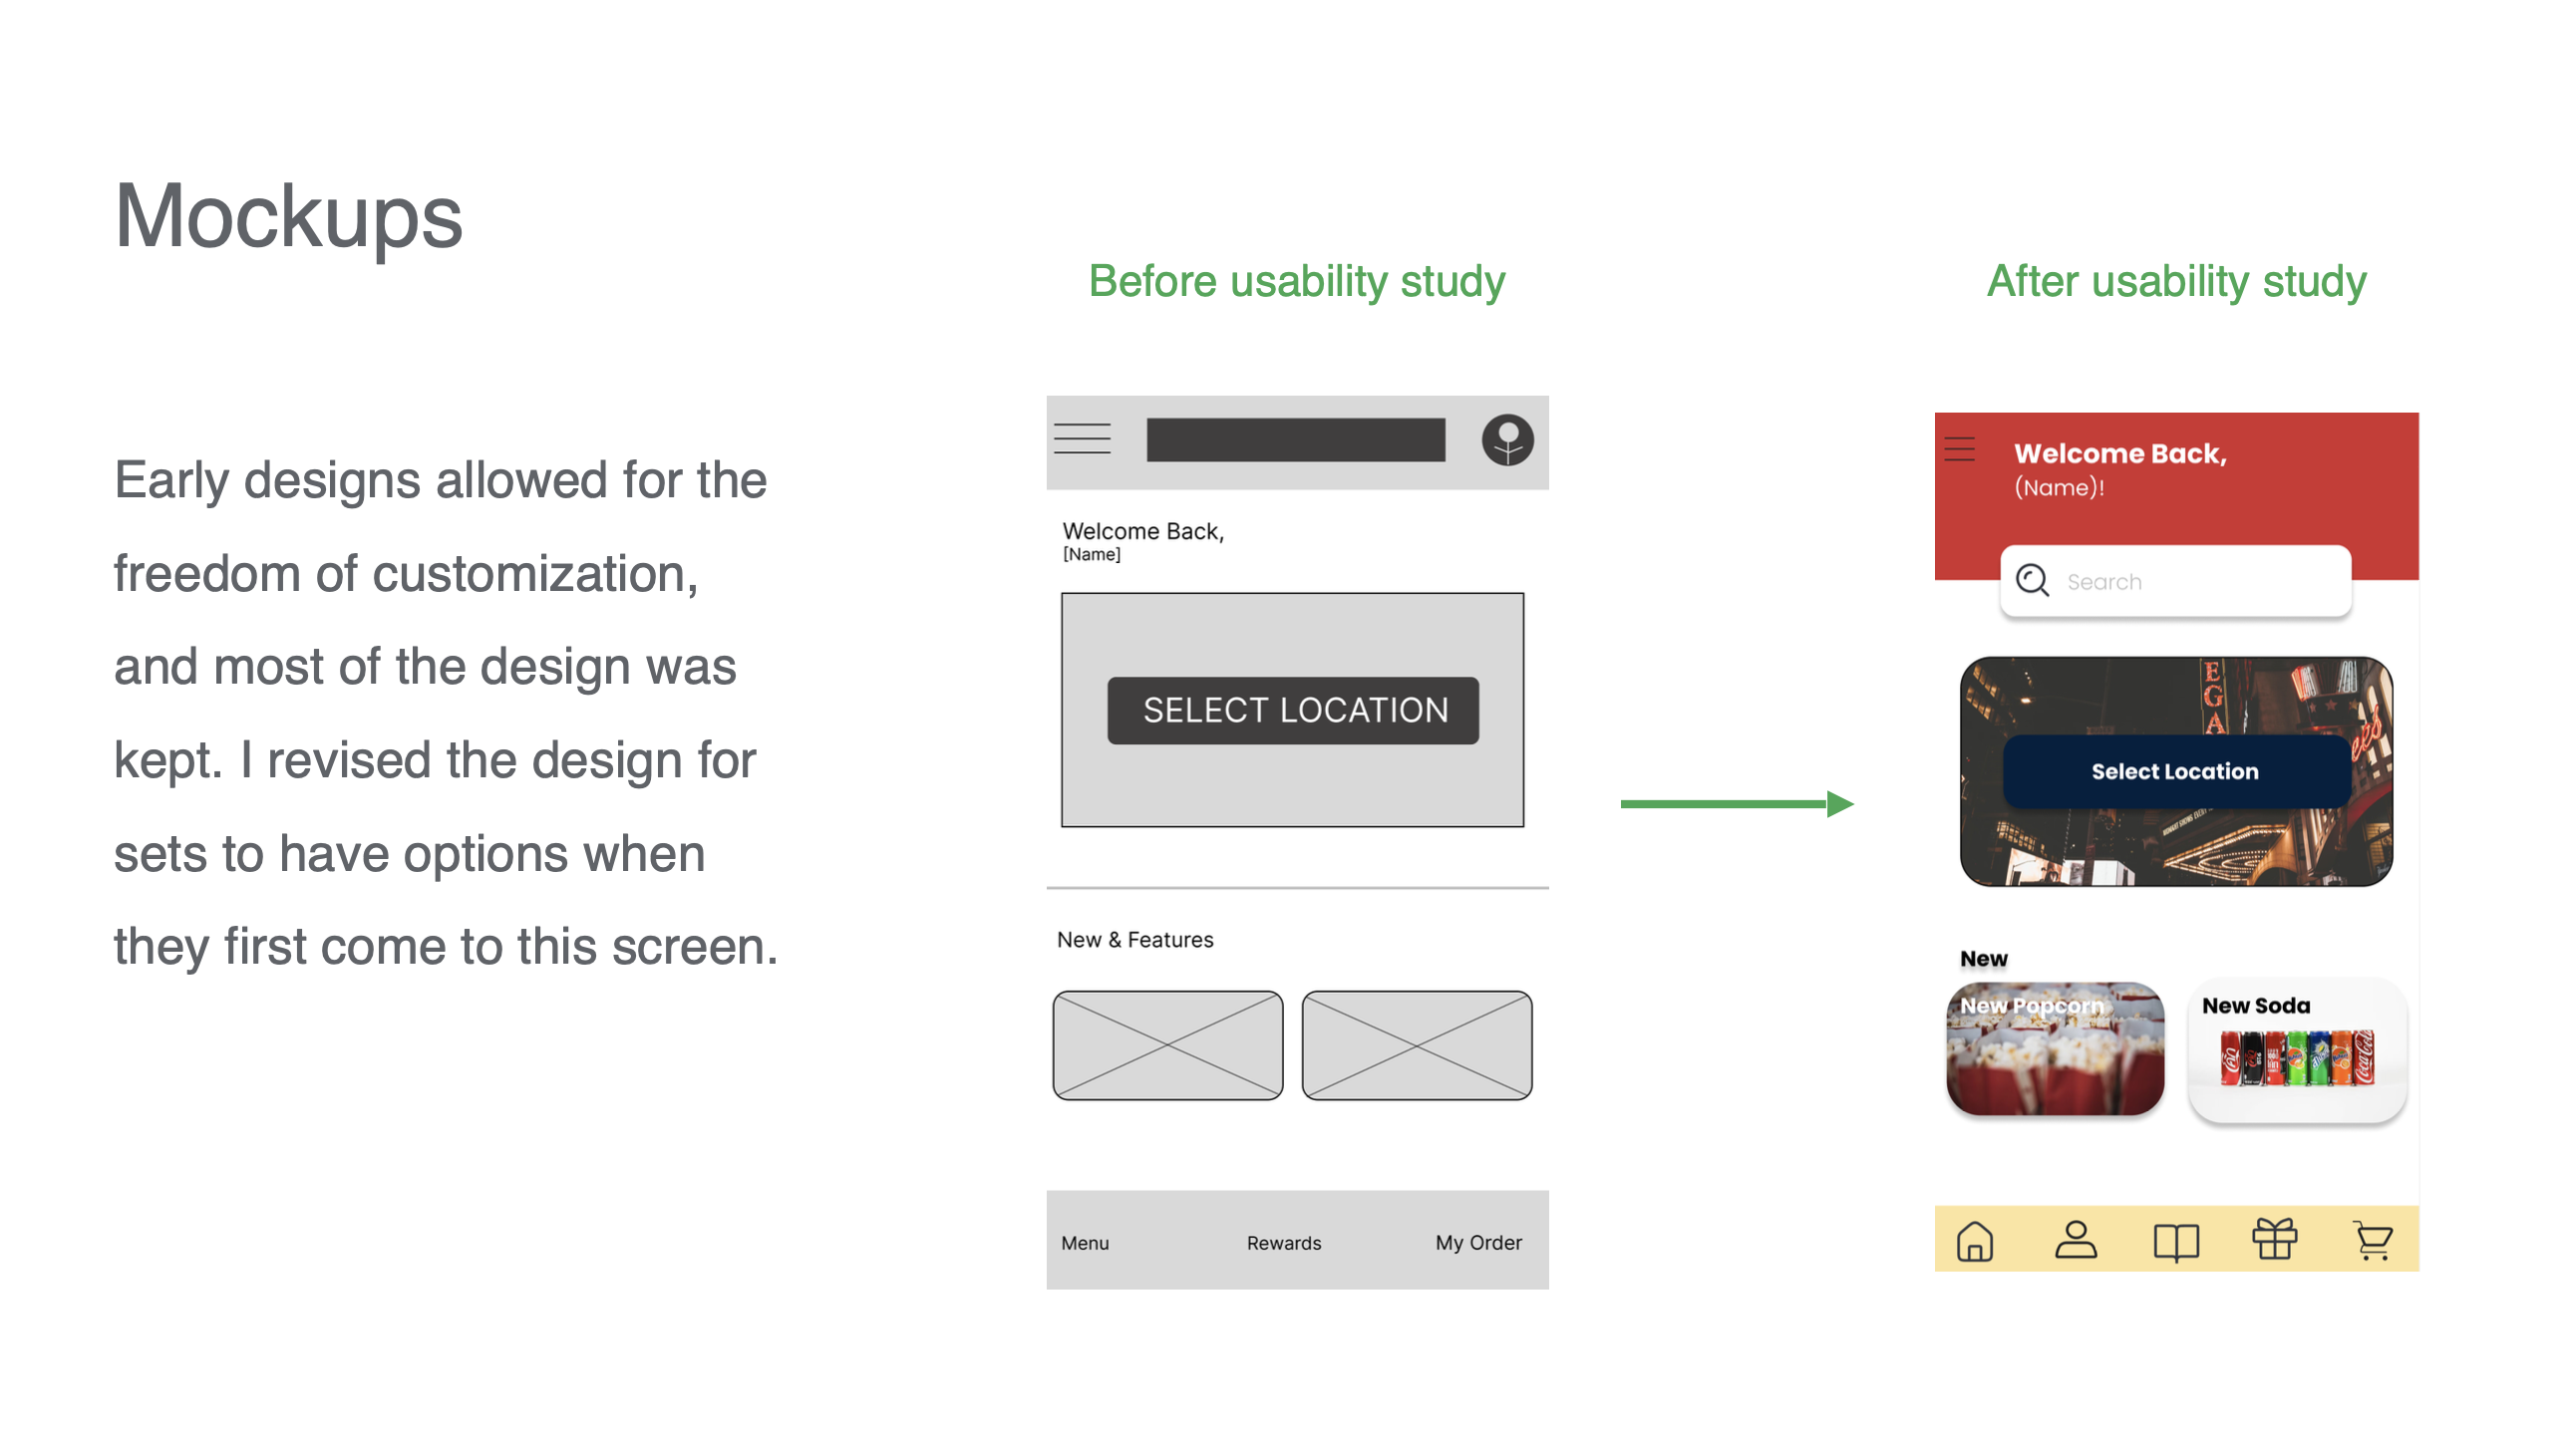 Mockups
Before usability study
After usability study
Early designs allowed for the
freedom of customization,
and most of the design was
kept. I revised the design for
sets to have options when
they first come to this screen.
Welcome Back,
[Name]
SELECT LOCATION
New & Features
Menu
Rewards
My Order
Welcome Back,
(Name)!
Search
EGA
Select Location
New
New Popcorn
New Soda
Coca-Cola